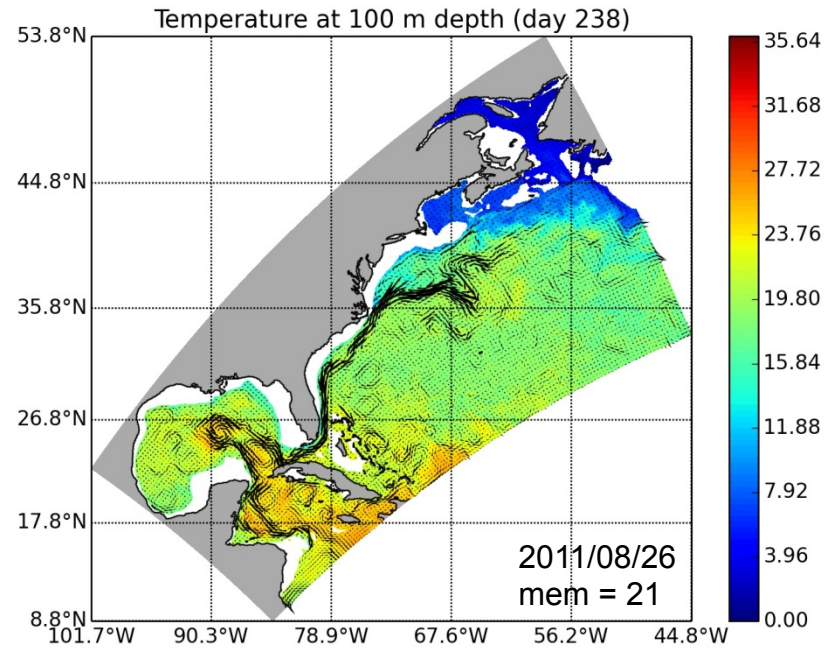 Temperature at 100 m depth (day 238)
53.8°N
44.8°N
35.8°N
26.8°N
17.8°N
8.8°N
101.7°W 90.3°W 78.9°W 67.6°W 56.2°W 44.8°W
35.64
31.68
27.72
23.76
19.80
15.84
11.88
7.92
3.96
0.00
2011/08/26
mem = 21